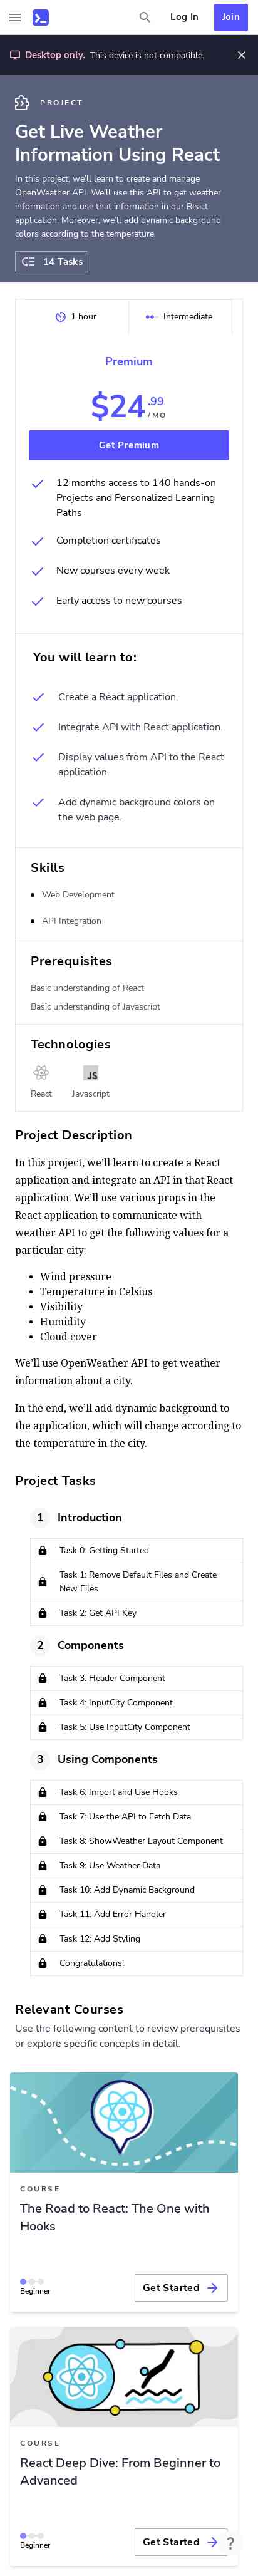 Log In
Join
Desktop only. This device is not compatible.
PROJECT
Get Live Weather
Information Using React
In this project, we’ll learn to create and manage
OpenWeather API. We’ll use this API to get weather
information and use that information in our React
application. Moreover, we’ll add dynamic background
colors according to the temperature.
14 Tasks
1 hour
Intermediate
Premium
$24 .99
/ MO
Get Premium
12 months access to 140 hands-on
Projects and Personalized Learning
Paths
Completion certificates
New courses every week
Early access to new courses
You will learn to:
Create a React application.
Integrate API with React application.
Display values from API to the React
application.
Add dynamic background colors on
the web page.
Skills
Web Development
API Integration
Prerequisites
Basic understanding of React
Basic understanding of Javascript
Technologies
JS
React
Javascript
Project Description
In this project, we’ll learn to create a React
application and integrate an API in that React
application. We’ll use various props in the
React application to communicate with
weather API to get the following values for a
particular city:
• Wind pressure
• Temperature in Celsius
• Visibility
• Humidity
• Cloud cover
We’ll use OpenWeather API to get weather
information about a city.
In the end, we’ll add dynamic background to
the application, which will change according to
the temperature in the city.
Project Tasks
1 Introduction
Task 0: Getting Started
Task 1: Remove Default Files and Create
New Files
Task 2: Get API Key
2 Components
Task 3: Header Component
Task 4: InputCity Component
Task 5: Use InputCity Component
3 Using Components
Task 6: Import and Use Hooks
Task 7: Use the API to Fetch Data
Task 8: ShowWeather Layout Component
Task 9: Use Weather Data
Task 10: Add Dynamic Background
Task 11: Add Error Handler
Task 12: Add Styling
Congratulations!
Relevant Courses
Use the following content to review prerequisites
or explore specific concepts in detail.
COURSE
The Road to React: The One with
Hooks
Beginner
Get Started
COURSE
React Deep Dive: From Beginner to
Advanced
Beginner
Get Started
?